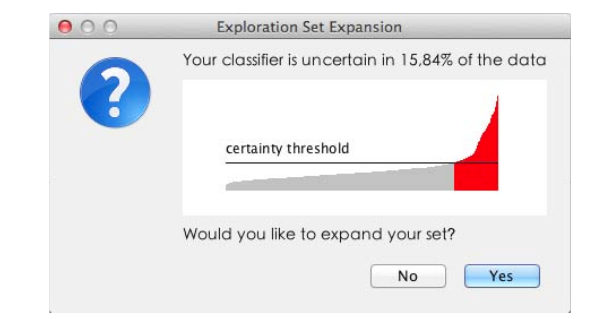 Exploration Set Expansion
Your classifier is uncertain in 15,84% of the data
certainty threshold
Would you like to expand your set?
No
Yes